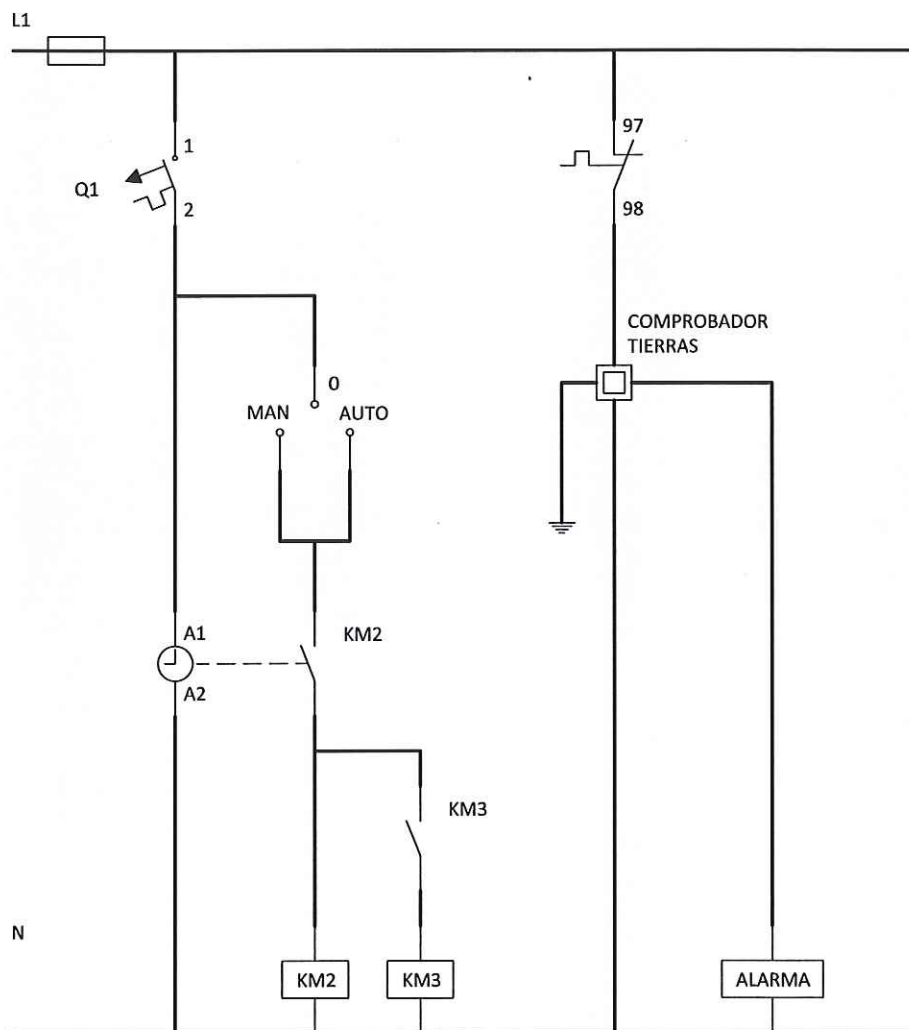 L1
1
Q1
2
97
98
COMPROBADOR
TIERRAS
0
MAN
AUTO
A1
KM2
A2
KM3
N
KM2
KM3
ALARMA